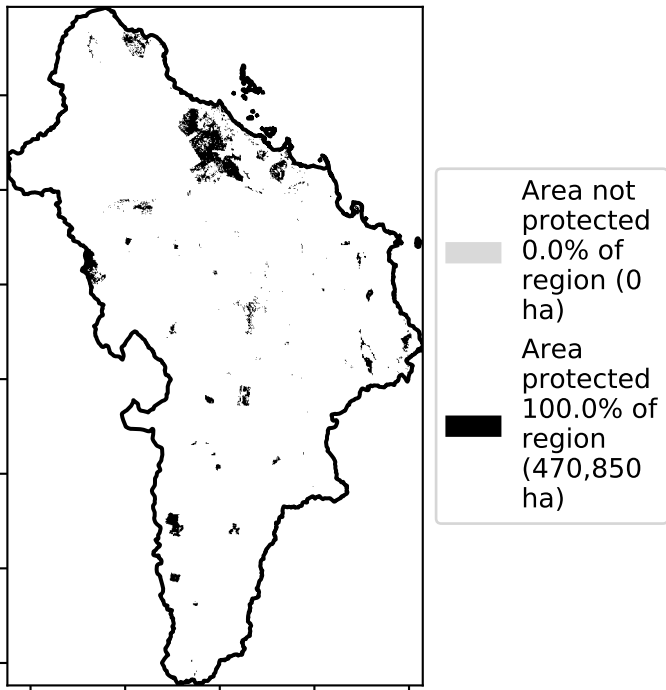 Area not
protected
0.0% of
region (0
ha)
Area
protected
100.0% of
region
(470,850
ha)